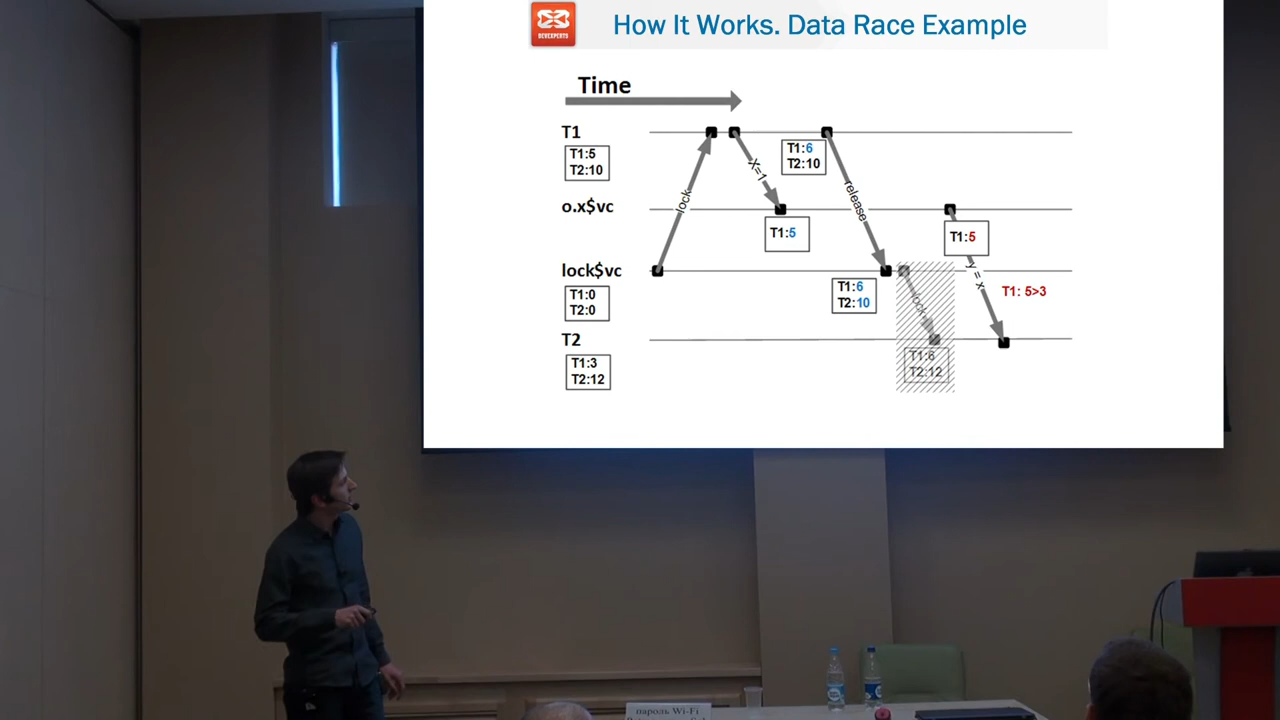 DEVEXPERTS
How It Works. Data Race Example
Time
T1
T1:5
T2:10
lock
X=1
T1:6
T2:10
release
o.x$vc
T1:5
T1:5
lock$vc
T1:0
T2:0
T1:6
T2:10
lock
y = x
T1: 5>3
T2
T1:3
T2:12
T1:6
T2:12
пароль Wi-Fi